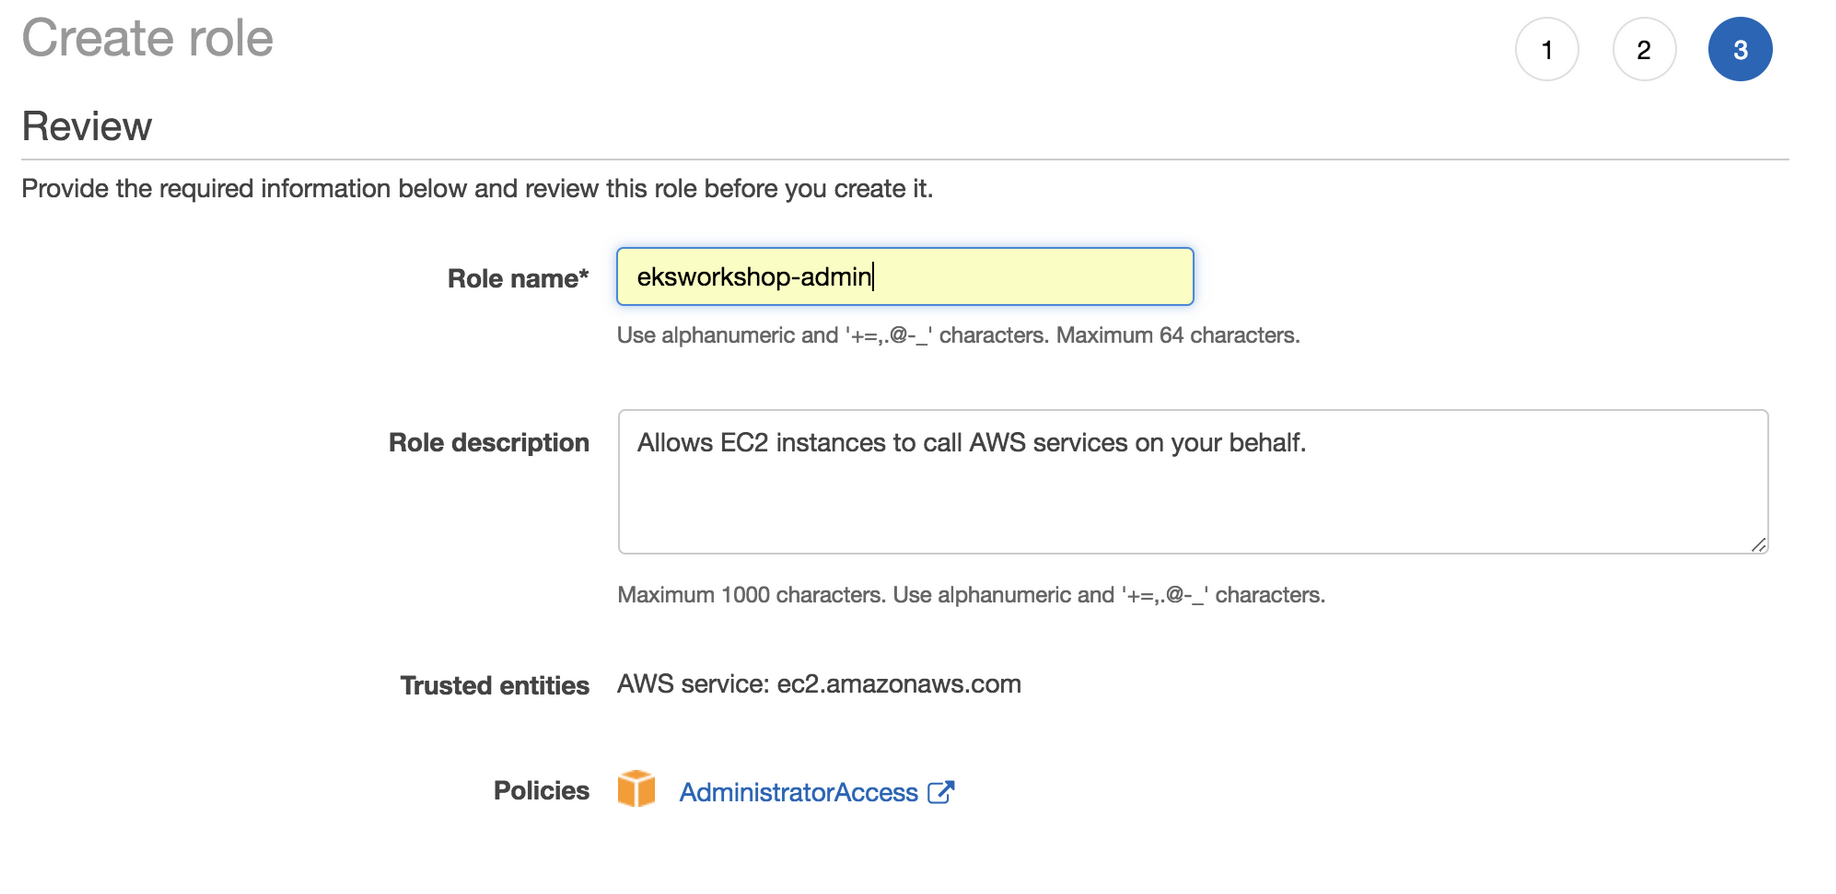 Create role
1 2 3
Review
Provide the required information below and review this role before you create it.
Role name* eksworkshop-admin
Use alphanumeric and '+=,.@-_' characters. Maximum 64 characters.
Role description Allows EC2 instances to call AWS services on your behalf.
Maximum 1000 characters. Use alphanumeric and '+=,.@-_' characters.
Trusted entities AWS service: ec2.amazonaws.com
Policies AdministratorAccess